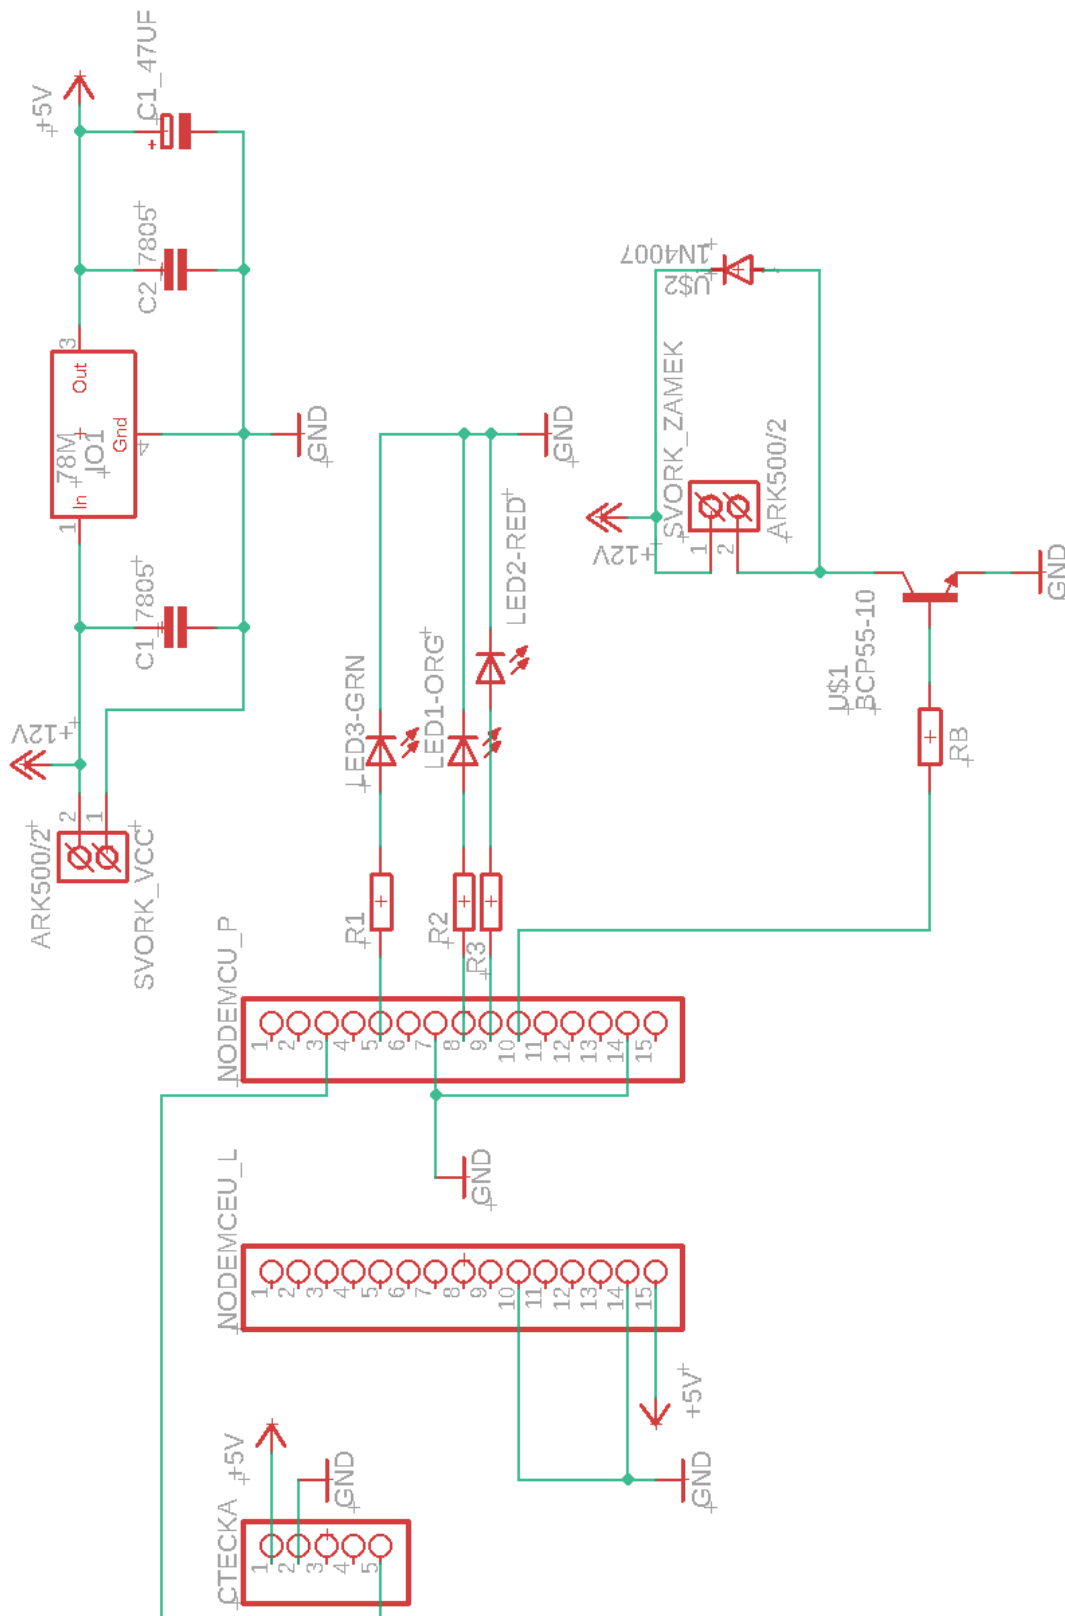 C1_47UF
+5V
C2_7805
3
Out
78M
IO1
Gnd
4
In
1
GND
C1_7805
+12V
2
1
ARK500/2
SVORK_VCC
1N4007
U$2
SVORK_ZAMEK
ARK500/2
+12V
1
2
GND
LED2-RED
LED1-ORG
LED3-GRN
U$1
BCP55-10
GND
RB
R1
R2
R3
NODEMCU_P
1
2
3
4
5
6
7
8
9
10
11
12
13
14
15
GND
NODEMCEU_L
1
2
3
4
5
6
7
8
9
10
11
12
13
14
15
+5V
GND
+5V
GND
CTECKA
1
2
3
4
5